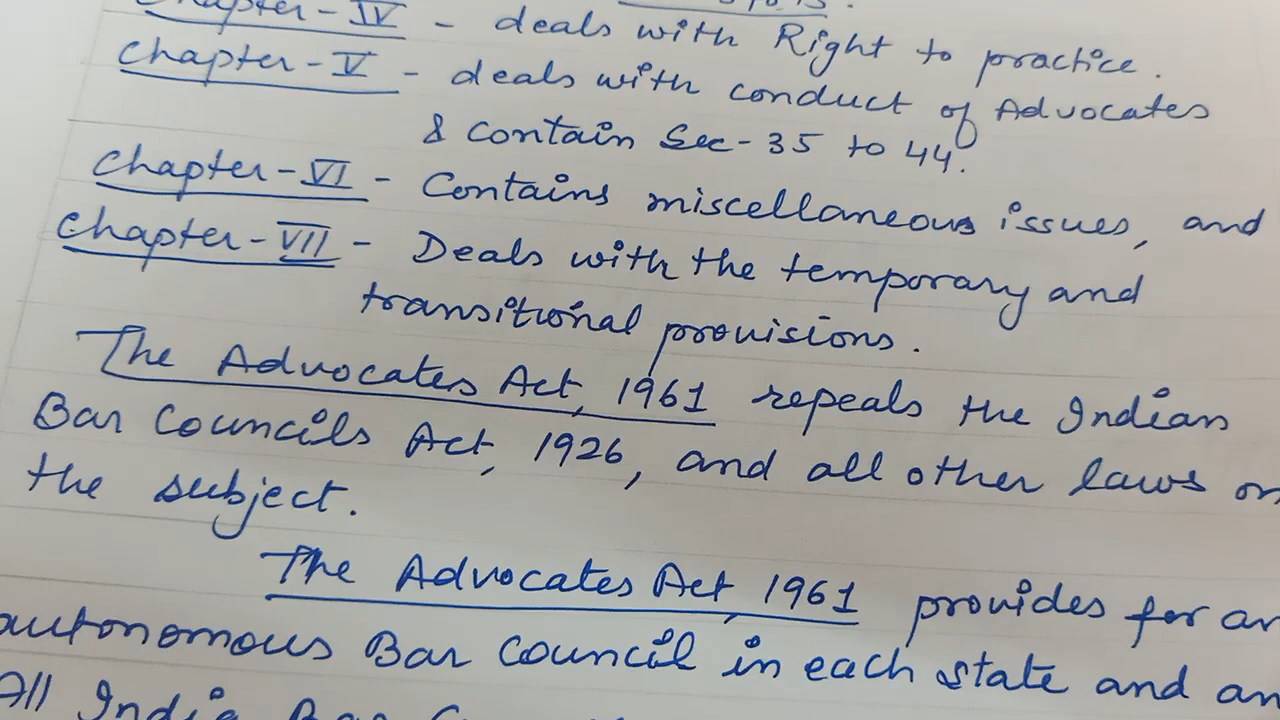 Chapter-IV - deals with Right to practice.
Chapter-V - deals with conduct of Advocates
& contain Sec-35 to 44.
Chapter-VI - Contains miscellaneous issues, and
Chapter-VII - Deals with the temporary and
transitional provisions.
The Advocates Act, 1961 repeals the Indian
Bar Councils Act, 1926, and all other laws on
the subject.
The Advocates Act, 1961 provides for an
autonomous Bar Council in each state and an
All India Bar